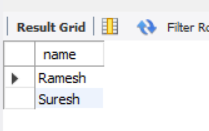 Result Grid Filter Ro
name
Ramesh
Suresh